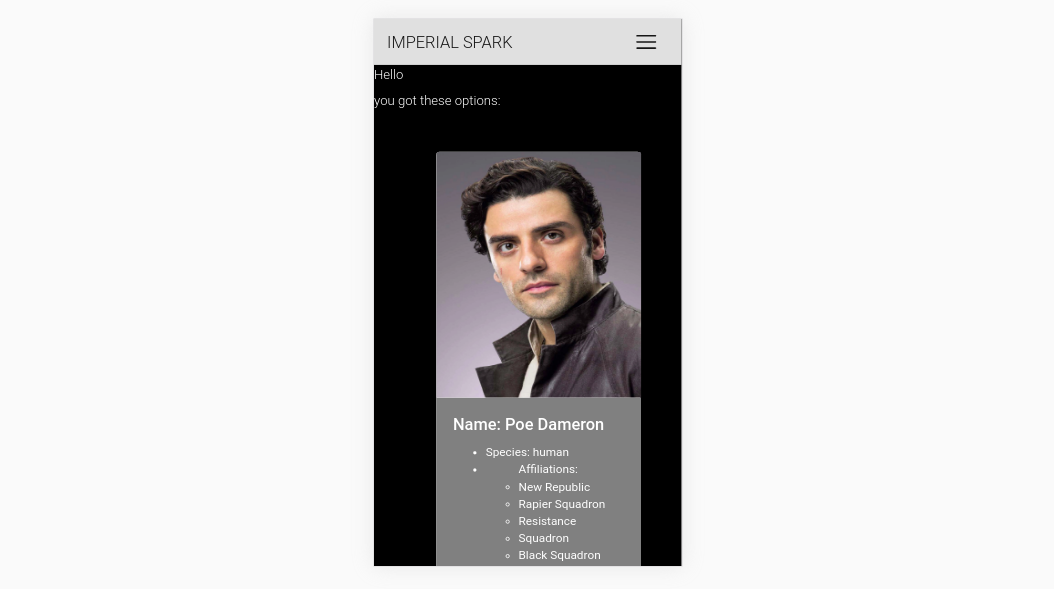 IMPERIAL SPARK
Hello
you got these options:
Name: Poe Dameron
Species: human
Affiliations:
New Republic
Rapier Squadron
Resistance
Squadron
Black Squadron